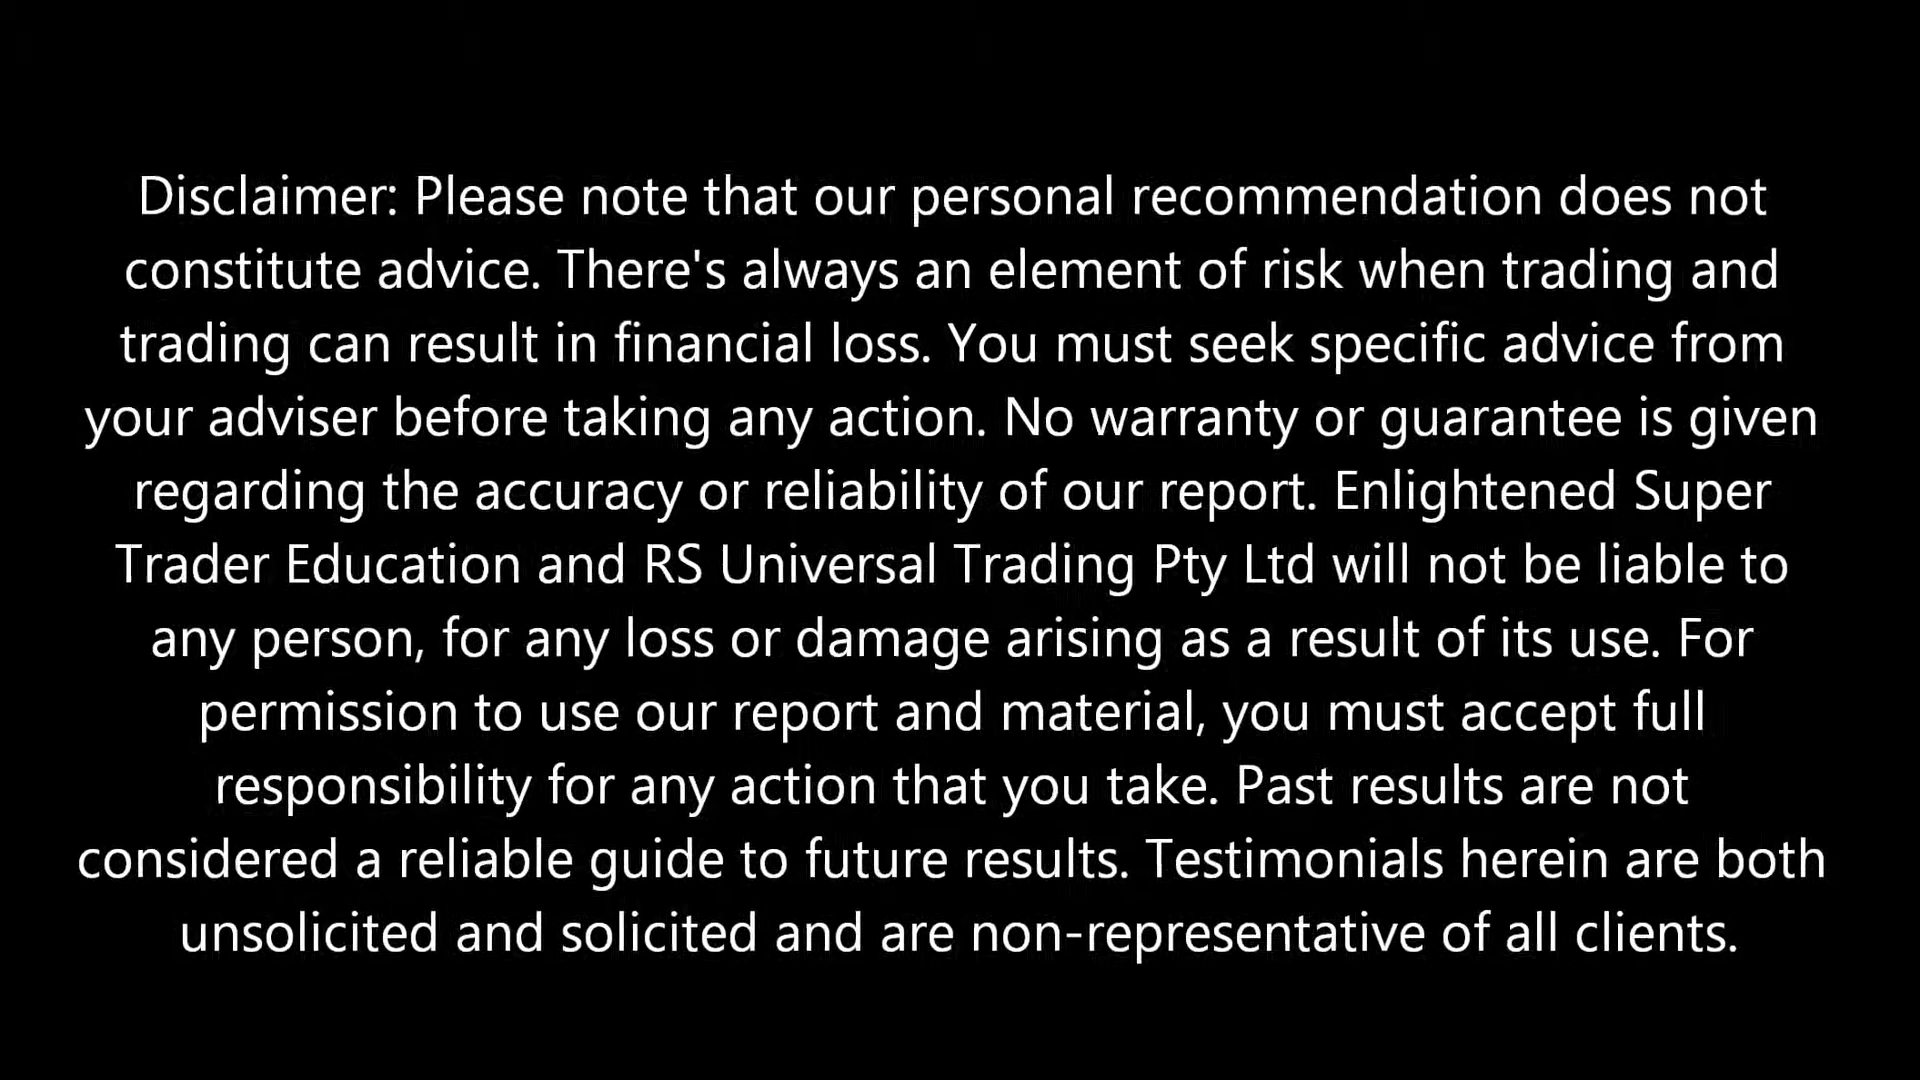 Disclaimer: Please note that our personal recommendation does not
constitute advice. There's always an element of risk when trading and
trading can result in financial loss. You must seek specific advice from
your adviser before taking any action. No warranty or guarantee is given
regarding the accuracy or reliability of our report. Enlightened Super
Trader Education and RS Universal Trading Pty Ltd will not be liable to
any person, for any loss or damage arising as a result of its use. For
permission to use our report and material, you must accept full
responsibility for any action that you take. Past results are not
considered a reliable guide to future results. Testimonials herein are both
unsolicited and solicited and are non-representative of all clients.